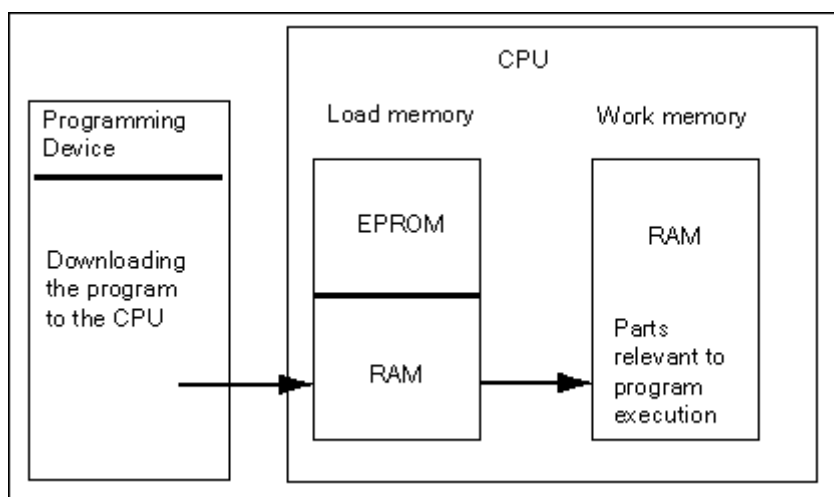 CPU
Programming
Device
Downloading
the program
to the CPU
Load memory
EPROM
RAM
Work memory
RAM
Parts
relevant to
program
execution